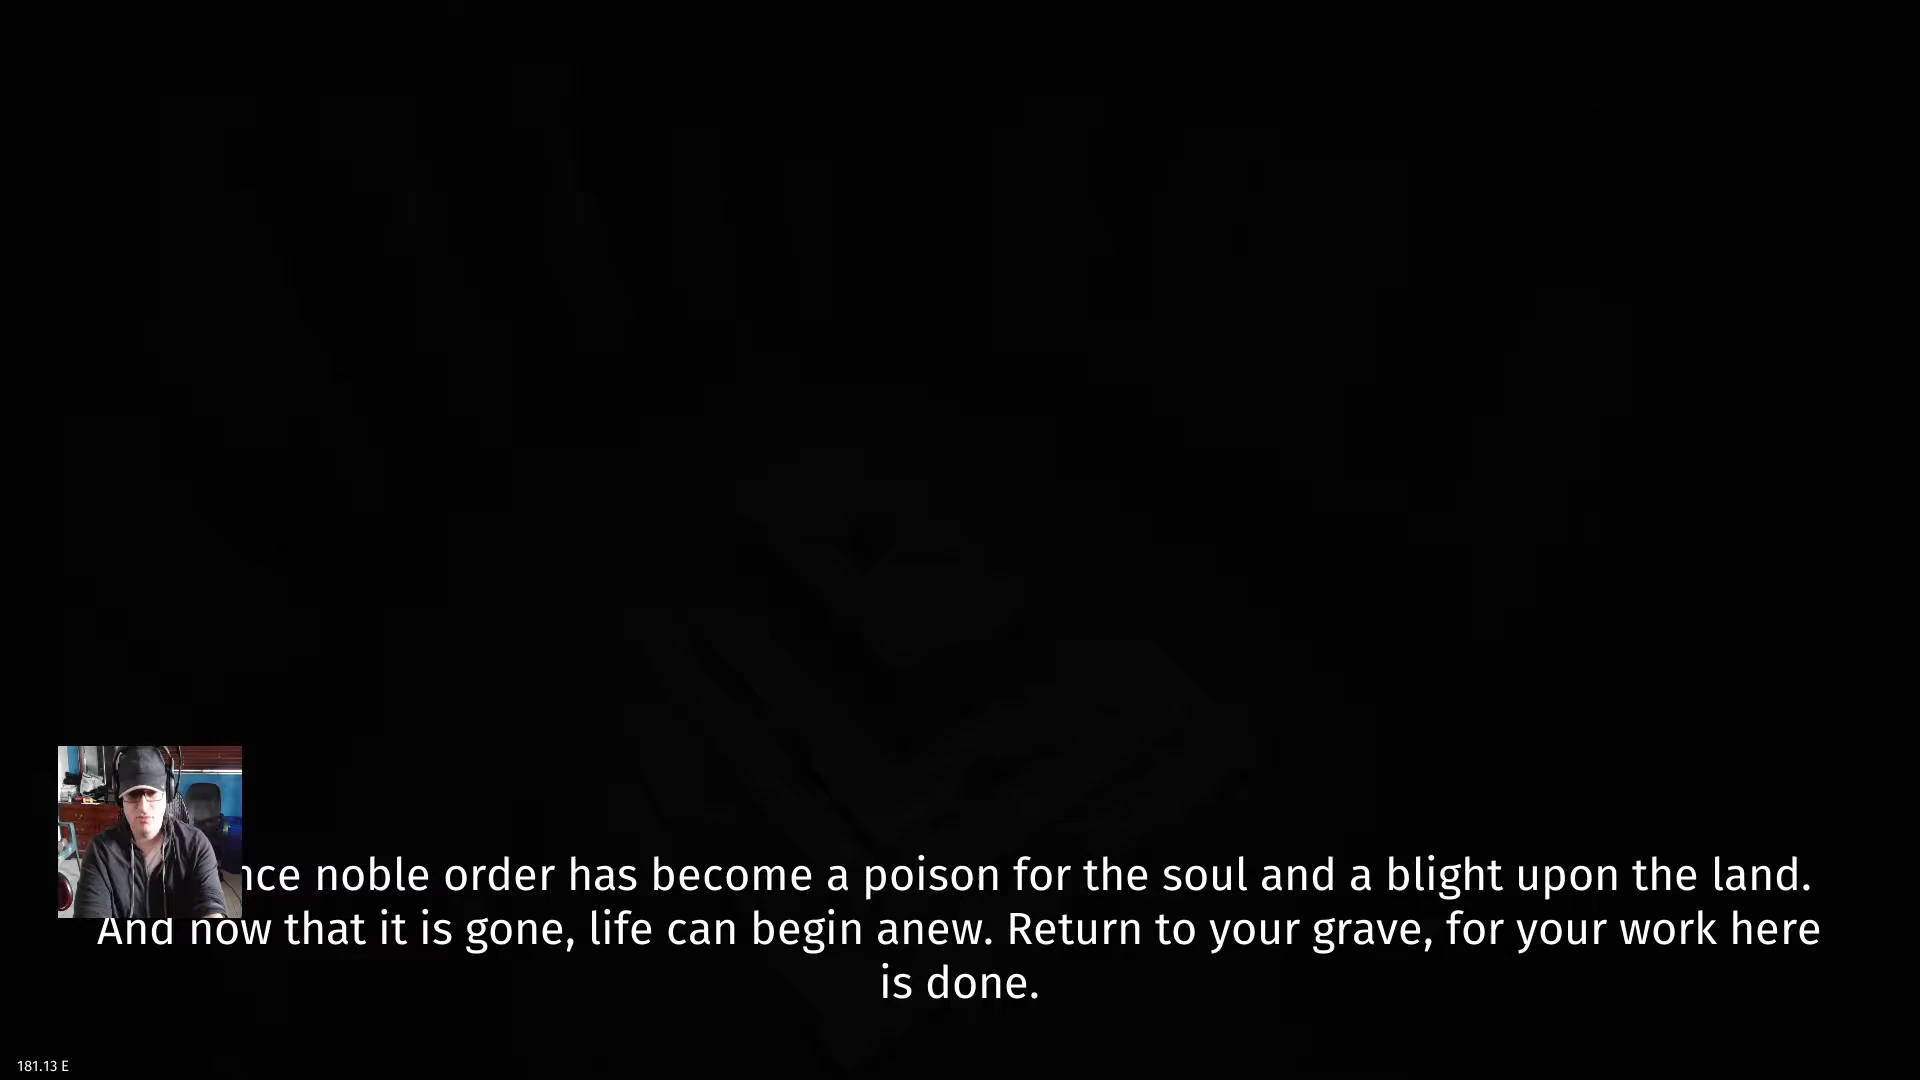 noble order has become a poison for the soul and a blight upon the land.
And now that it is gone, life can begin anew. Return to your grave, for your work here
is done.
181.13 E